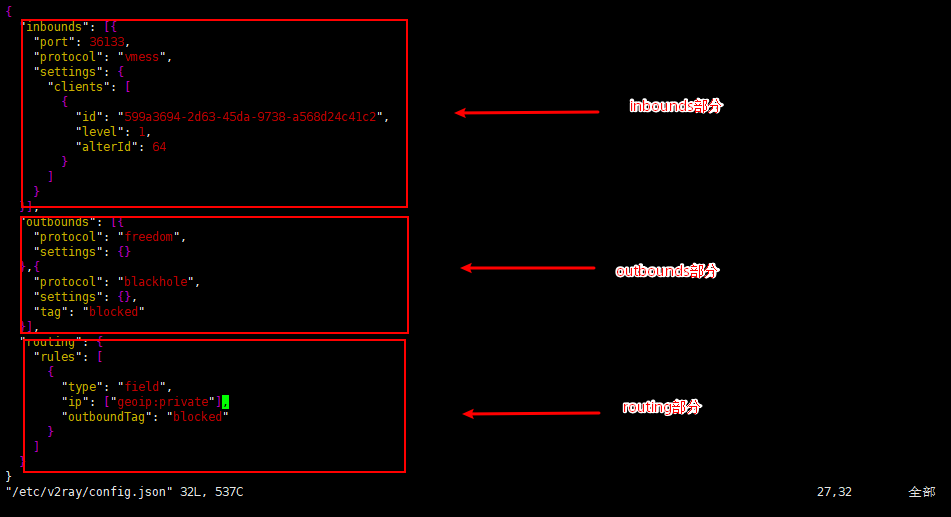 {
  "inbounds": [{
    "port": 36133,
    "protocol": "vmess",
    "settings": {
      "clients": [
        {
          "id": "599a3694-2d63-45da-9738-a568d24c41c2",
          "level": 1,
          "alterId": 64
        }
      ]
    }
  }],
  "outbounds": [{
    "protocol": "freedom",
    "settings": {}
  },{
    "protocol": "blackhole",
    "settings": {},
    "tag": "blocked"
  }],
  "routing": {
    "rules": [
      {
        "type": "field",
        "ip": ["geoip:private"],
        "outboundTag": "blocked"
      }
    ]
  }
}
"/etc/v2ray/config.json" 32L, 537C 27,32 全部
inbounds部分
outbounds部分
routing部分